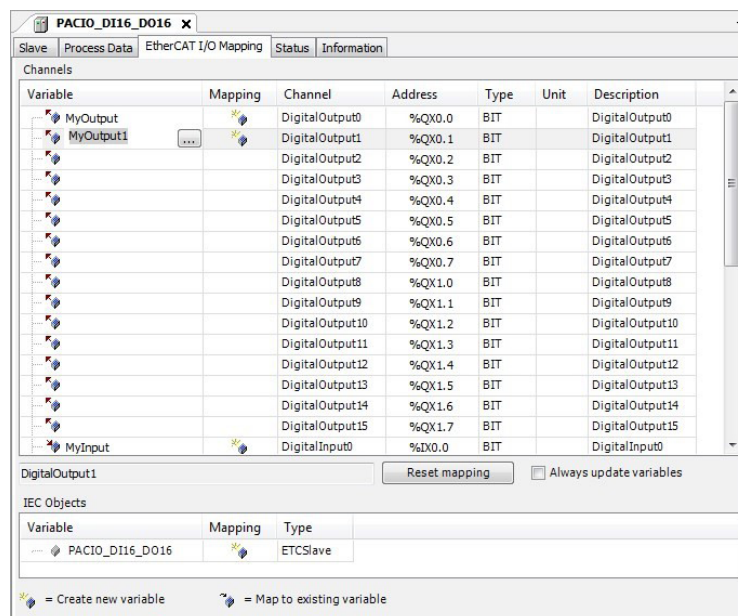 PACIO_DI16_DO16 X
Slave Process Data EtherCAT I/O Mapping Status Information
Channels
Variable Mapping Channel Address Type Unit Description
MyOutput DigitalOutput0 %QX0.0 BIT DigitalOutput0
MyOutput1 ... DigitalOutput1 %QX0.1 BIT DigitalOutput1
DigitalOutput2 %QX0.2 BIT DigitalOutput2
DigitalOutput3 %QX0.3 BIT DigitalOutput3
DigitalOutput4 %QX0.4 BIT DigitalOutput4
DigitalOutput5 %QX0.5 BIT DigitalOutput5
DigitalOutput6 %QX0.6 BIT DigitalOutput6
DigitalOutput7 %QX0.7 BIT DigitalOutput7
DigitalOutput8 %QX1.0 BIT DigitalOutput8
DigitalOutput9 %QX1.1 BIT DigitalOutput9
DigitalOutput10 %QX1.2 BIT DigitalOutput10
DigitalOutput11 %QX1.3 BIT DigitalOutput11
DigitalOutput12 %QX1.4 BIT DigitalOutput12
DigitalOutput13 %QX1.5 BIT DigitalOutput13
DigitalOutput14 %QX1.6 BIT DigitalOutput14
DigitalOutput15 %QX1.7 BIT DigitalOutput15
MyInput DigitalInput0 %IX0.0 BIT DigitalInput0
DigitalOutput1 Reset mapping Always update variables
IEC Objects
Variable Mapping Type
PACIO_DI16_DO16 ETCSlave
= Create new variable = Map to existing variable